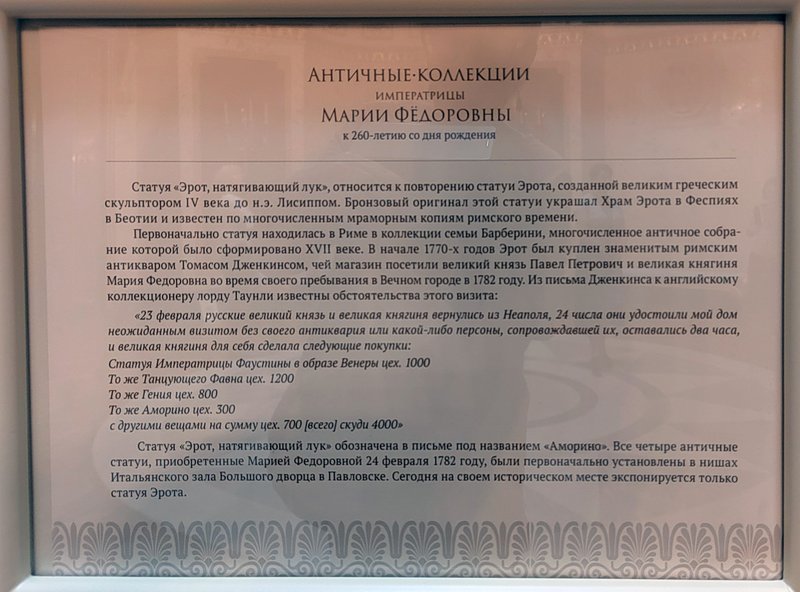 Античные·коллекции
императрицы
Марии Фёдоровны
к 260-летию со дня рождения
Статуя «Эрот, натягивающий лук», относится к повторению статуи Эрота, созданной великим греческим
скульптором IV века до н.э. Лисиппом. Бронзовый оригинал этой статуи украшал Храм Эрота в Феспиях
в Беотии и известен по многочисленным мраморным копиям римского времени.
Первоначально статуя находилась в Риме в коллекции семьи Барберини, многочисленное античное собра-
ние которой было сформировано XVII веке. В начале 1770-х годов Эрот был куплен знаменитым римским
антикваром Томасом Дженкинсом, чей магазин посетили великий князь Павел Петрович и великая княгиня
Мария Федоровна во время своего пребывания в Вечном городе в 1782 году. Из письма Дженкинса к английскому
коллекционеру лорду Таунли известны обстоятельства этого визита:
«23 февраля русские великий князь и великая княгиня вернулись из Неаполя, 24 числа они удостоили мой дом
неожиданным визитом без своего антиквария или какой-либо персоны, сопровождавшей их, оставались два часа,
и великая княгиня для себя сделала следующие покупки:
Статуя Императрицы Фаустины в образе Венеры цех. 1000
То же Танцующего Фавна цех. 1200
То же Гения цех. 800
То же Аморино цех. 300
с другими вещами на сумму цех. 700 [всего] скуди 4000»
Статуя «Эрот, натягивающий лук» обозначена в письме под названием «Аморино». Все четыре античные
статуи, приобретенные Марией Федоровной 24 февраля 1782 году, были первоначально установлены в нишах
Итальянского зала Большого дворца в Павловске. Сегодня на своем историческом месте экспонируется только
статуя Эрота.